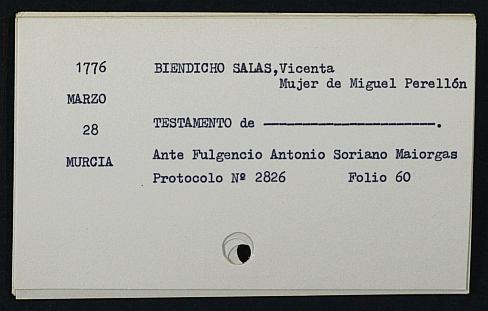 1776 BIENDICHO SALAS,Vicenta
Mujer de Miguel Perellón
MARZO
28 TESTAMENTO de ----------------------.
MURCIA Ante Fulgencio Antonio Soriano Maiorgas
Protocolo Nº 2826 Folio 60